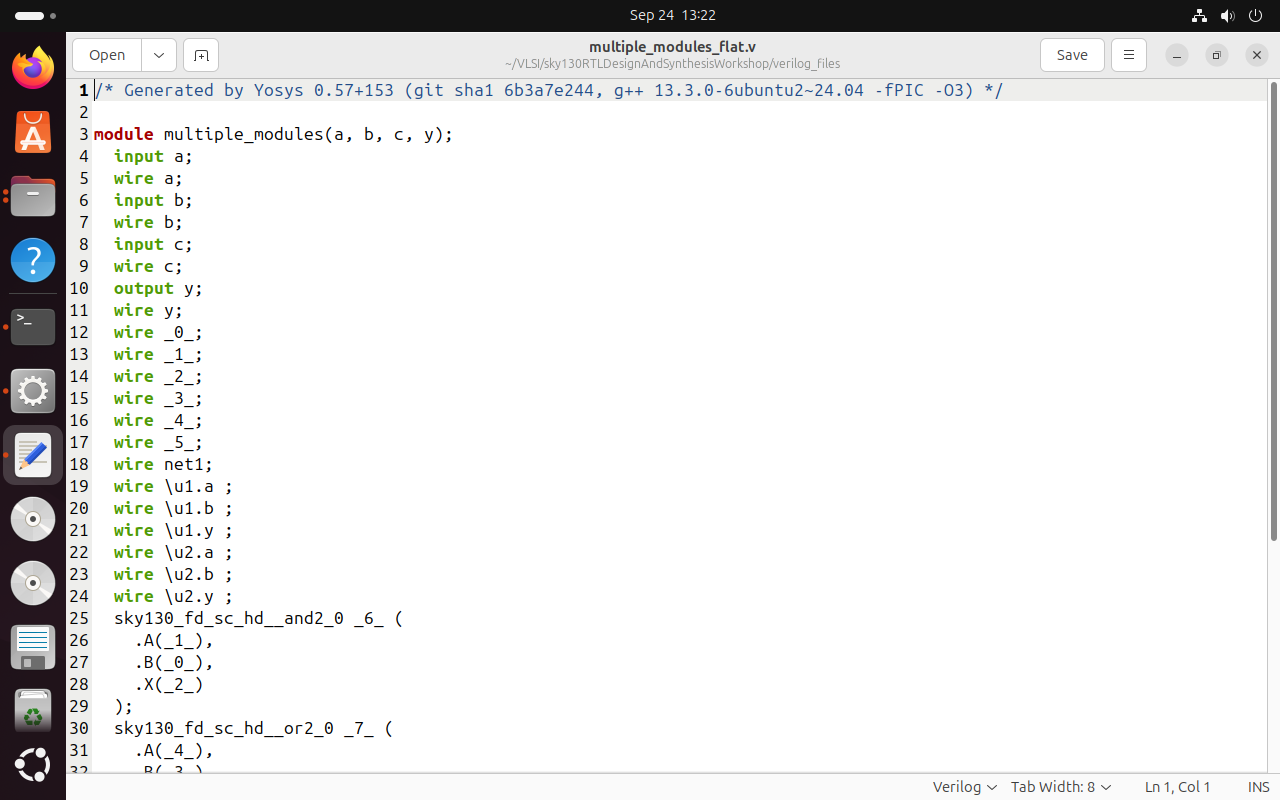 Sep 24 13:22
Open
multiple_modules_flat.v
~/VLSI/sky130RTLDesignAndSynthesisWorkshop/verilog_files
Save
1 /* Generated by Yosys 0.57+153 (git sha1 6b3a7e244, g++ 13.3.0-6ubuntu2~24.04 -fPIC -O3) */
2
3 module multiple_modules(a, b, c, y);
4   input a;
5   wire a;
6   input b;
7   wire b;
8   input c;
9   wire c;
10   output y;
11   wire y;
12   wire _0_;
13   wire _1_;
14   wire _2_;
15   wire _3_;
16   wire _4_;
17   wire _5_;
18   wire net1;
19   wire \u1.a ;
20   wire \u1.b ;
21   wire \u1.y ;
22   wire \u2.a ;
23   wire \u2.b ;
24   wire \u2.y ;
25   sky130_fd_sc_hd__and2_0 _6_ (
26     .A(_1_),
27     .B(_0_),
28     .X(_2_)
29   );
30   sky130_fd_sc_hd__or2_0 _7_ (
31     .A(_4_),
32     .B(_3_)
Verilog
Tab Width: 8
Ln 1, Col 1
INS